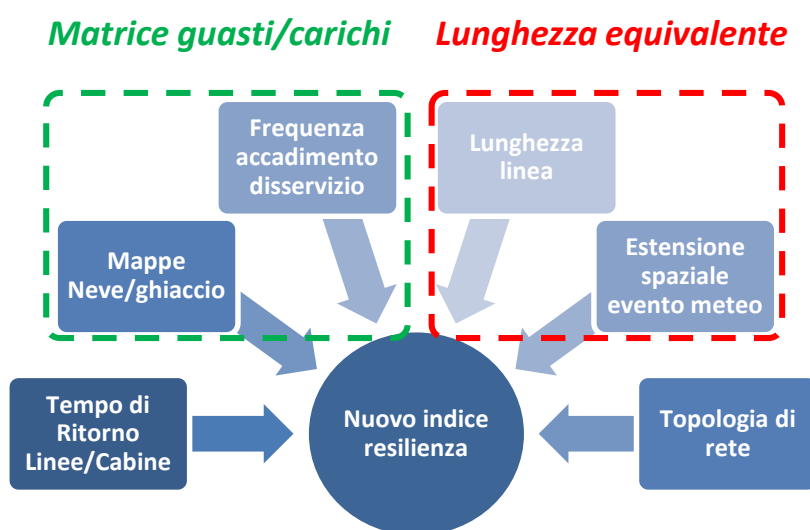 Matrice guasti/carichi
Lunghezza equivalente
Frequenza
accadimento
disservizio
Lunghezza
linea
Mappe
Neve/ghiaccio
Estensione
spaziale
evento meteo
Tempo di
Ritorno
Linee/Cabine
Nuovo indice
resilienza
Topologia di
rete